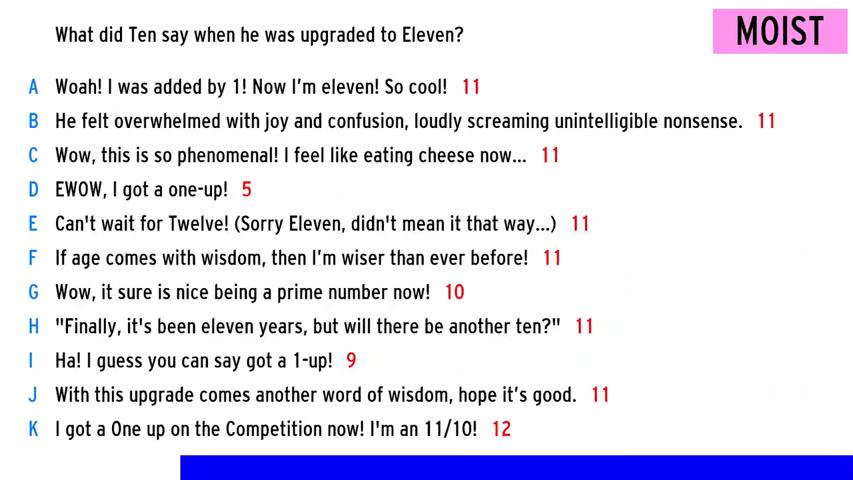 What did Ten say when he was upgraded to Eleven?
MOIST
A Woah! I was added by 1! Now I'm eleven! So cool! 11
B He felt overwhelmed with joy and confusion, loudly screaming unintelligible nonsense. 11
C Wow, this is so phenomenal! I feel like eating cheese now... 11
D EWOW, I got a one-up! 5
E Can't wait for Twelve! (Sorry Eleven, didn't mean it that way...) 11
F If age comes with wisdom, then I'm wiser than ever before! 11
G Wow, it sure is nice being a prime number now! 10
H "Finally, it's been eleven years, but will there be another ten?" 11
I Ha! I guess you can say got a 1-up! 9
J With this upgrade comes another word of wisdom, hope it's good. 11
K I got a One up on the Competition now! I'm an 11/10! 12